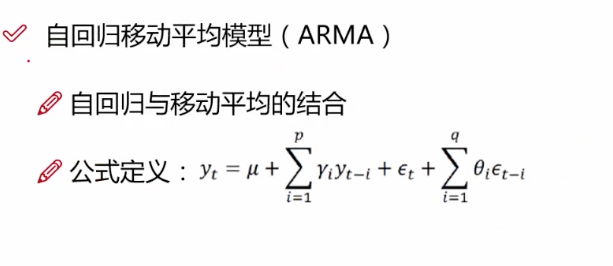 自回归移动平均模型（ARMA）
自回归与移动平均的结合
公式定义：$y_t = \mu + \sum_{i=1}^{p} \gamma_i y_{t-i} + \epsilon_t + \sum_{i=1}^{q} \theta_i \epsilon_{t-i}$